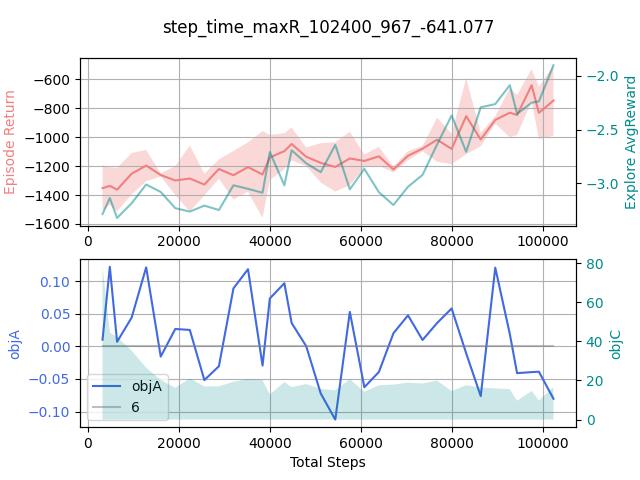 step_time_maxR_102400_967_-641.077
Episode Return
−600
−800
−1000
−1200
−1400
−1600
−2.0
−2.5
−3.0
Explore AvgReward
0 20000 40000 60000 80000 100000
objA
0.10
0.05
0.00
−0.05
−0.10
objA
6
80
60
40
20
0
objC
0 20000 40000 60000 80000 100000
Total Steps